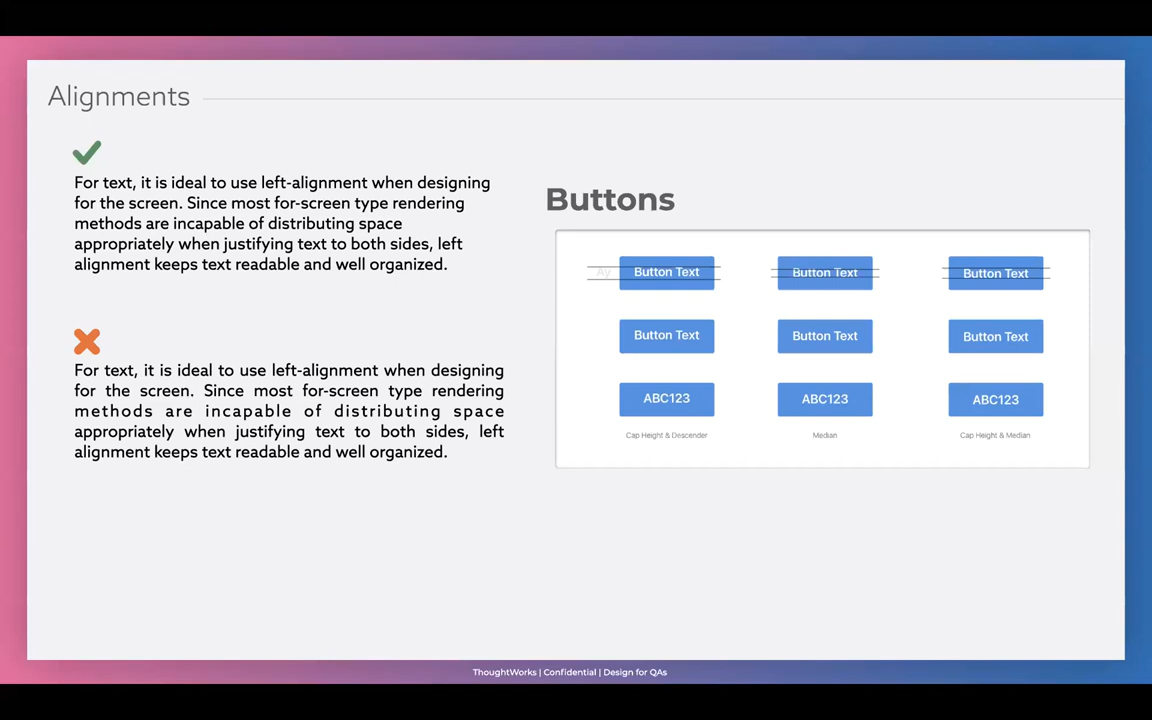 Alignments
For text, it is ideal to use left-alignment when designing
for the screen. Since most for-screen type rendering
methods are incapable of distributing space
appropriately when justifying text to both sides, left
alignment keeps text readable and well organized.
For text, it is ideal to use left-alignment when designing
for the screen. Since most for-screen type rendering
methods are incapable of distributing space
appropriately when justifying text to both sides, left
alignment keeps text readable and well organized.
Buttons
Ay Button Text Button Text Button Text
Button Text Button Text Button Text
ABC123 ABC123 ABC123
Cap Height & Descender Median Cap Height & Median
ThoughtWorks | Confidential | Design for QAs